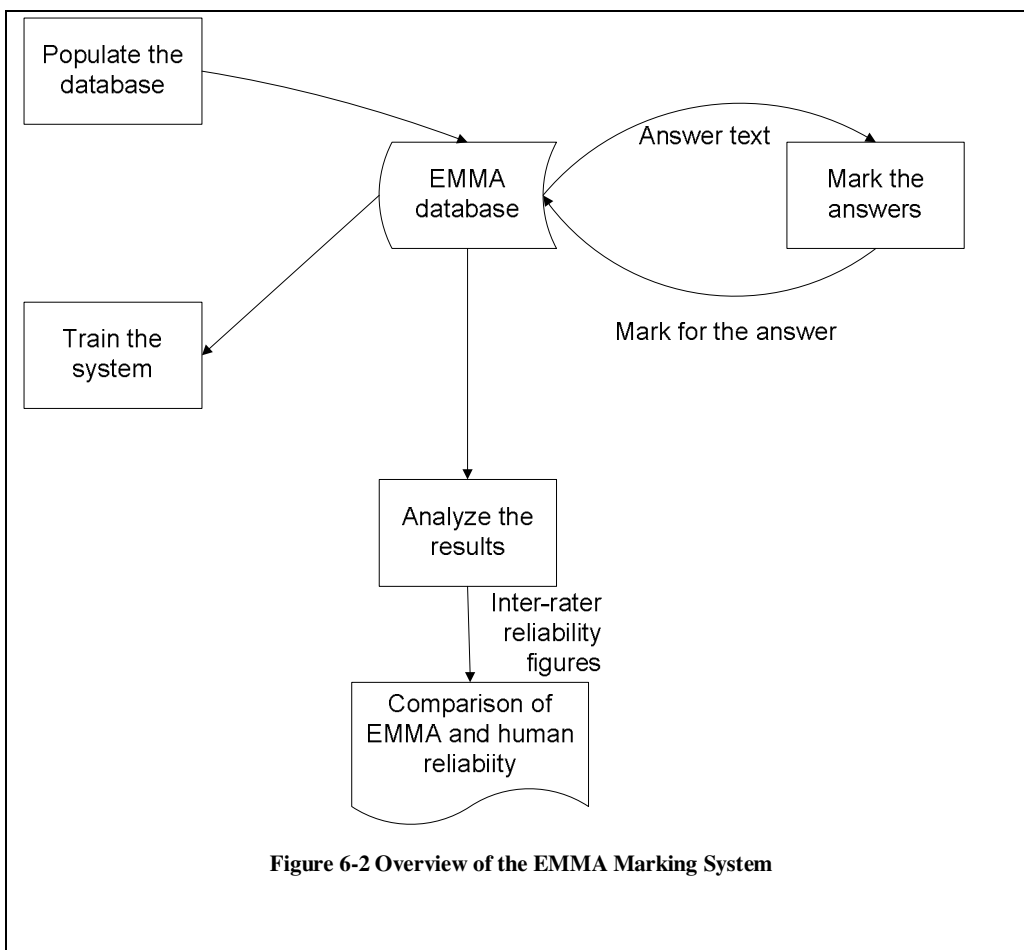 Populate the
database
EMMA
database
Answer text
Mark the
answers
Mark for the answer
Train the
system
Analyze the
results
Inter-rater
reliability
figures
Comparison of
EMMA and human
reliabiity
Figure 6-2 Overview of the EMMA Marking System